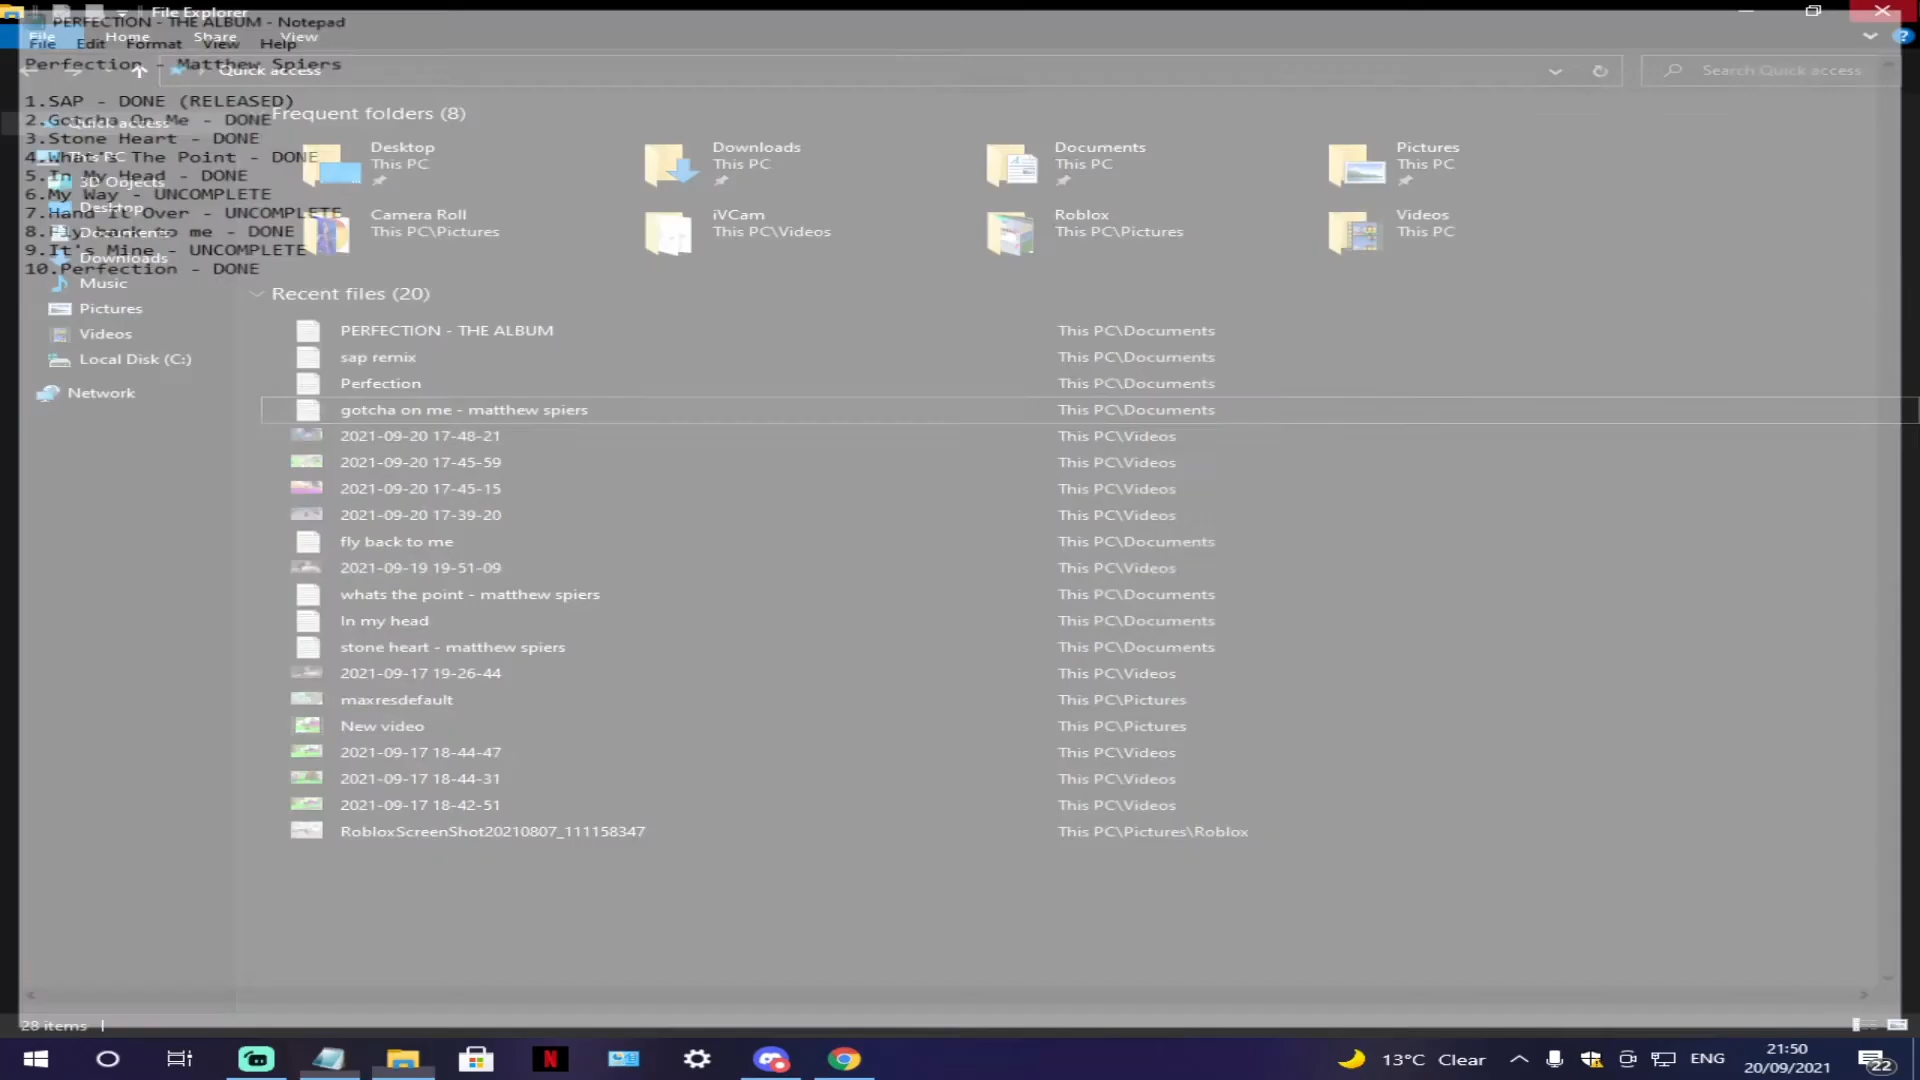 File Explorer
PERFECTION - THE ALBUM - Notepad
File Home Share View
File Edit Format View Help
Perfection - Matthew Spiers
Quick access
Search Quick access
1.SAP - DONE (RELEASED)
2.Gotcha On Me - DONE
3.Stone Heart - DONE
4.What's The Point - DONE
5.In My Head - DONE
6.My Way - UNCOMPLETE
7.Hand It Over - UNCOMPLETE
8.Fly back to me - DONE
9.It's Mine - UNCOMPLETE
10.Perfection - DONE
Quick access
This PC
3D Objects
Desktop
Documents
Downloads
Music
Pictures
Videos
Local Disk (C:)
Network
Frequent folders (8)
Desktop
This PC
Downloads
This PC
Documents
This PC
Pictures
This PC
Camera Roll
This PC\Pictures
iVCam
This PC\Videos
Roblox
This PC\Pictures
Videos
This PC
Recent files (20)
PERFECTION - THE ALBUM This PC\Documents
sap remix This PC\Documents
Perfection This PC\Documents
gotcha on me - matthew spiers This PC\Documents
2021-09-20 17-48-21 This PC\Videos
2021-09-20 17-45-59 This PC\Videos
2021-09-20 17-45-15 This PC\Videos
2021-09-20 17-39-20 This PC\Videos
fly back to me This PC\Documents
2021-09-19 19-51-09 This PC\Videos
whats the point - matthew spiers This PC\Documents
In my head This PC\Documents
stone heart - matthew spiers This PC\Documents
2021-09-17 19-26-44 This PC\Videos
maxresdefault This PC\Pictures
New video This PC\Pictures
2021-09-17 18-44-47 This PC\Videos
2021-09-17 18-44-31 This PC\Videos
2021-09-17 18-42-51 This PC\Videos
RobloxScreenShot20210807_111158347 This PC\Pictures\Roblox
28 items
13°C Clear
ENG
21:50
20/09/2021
22